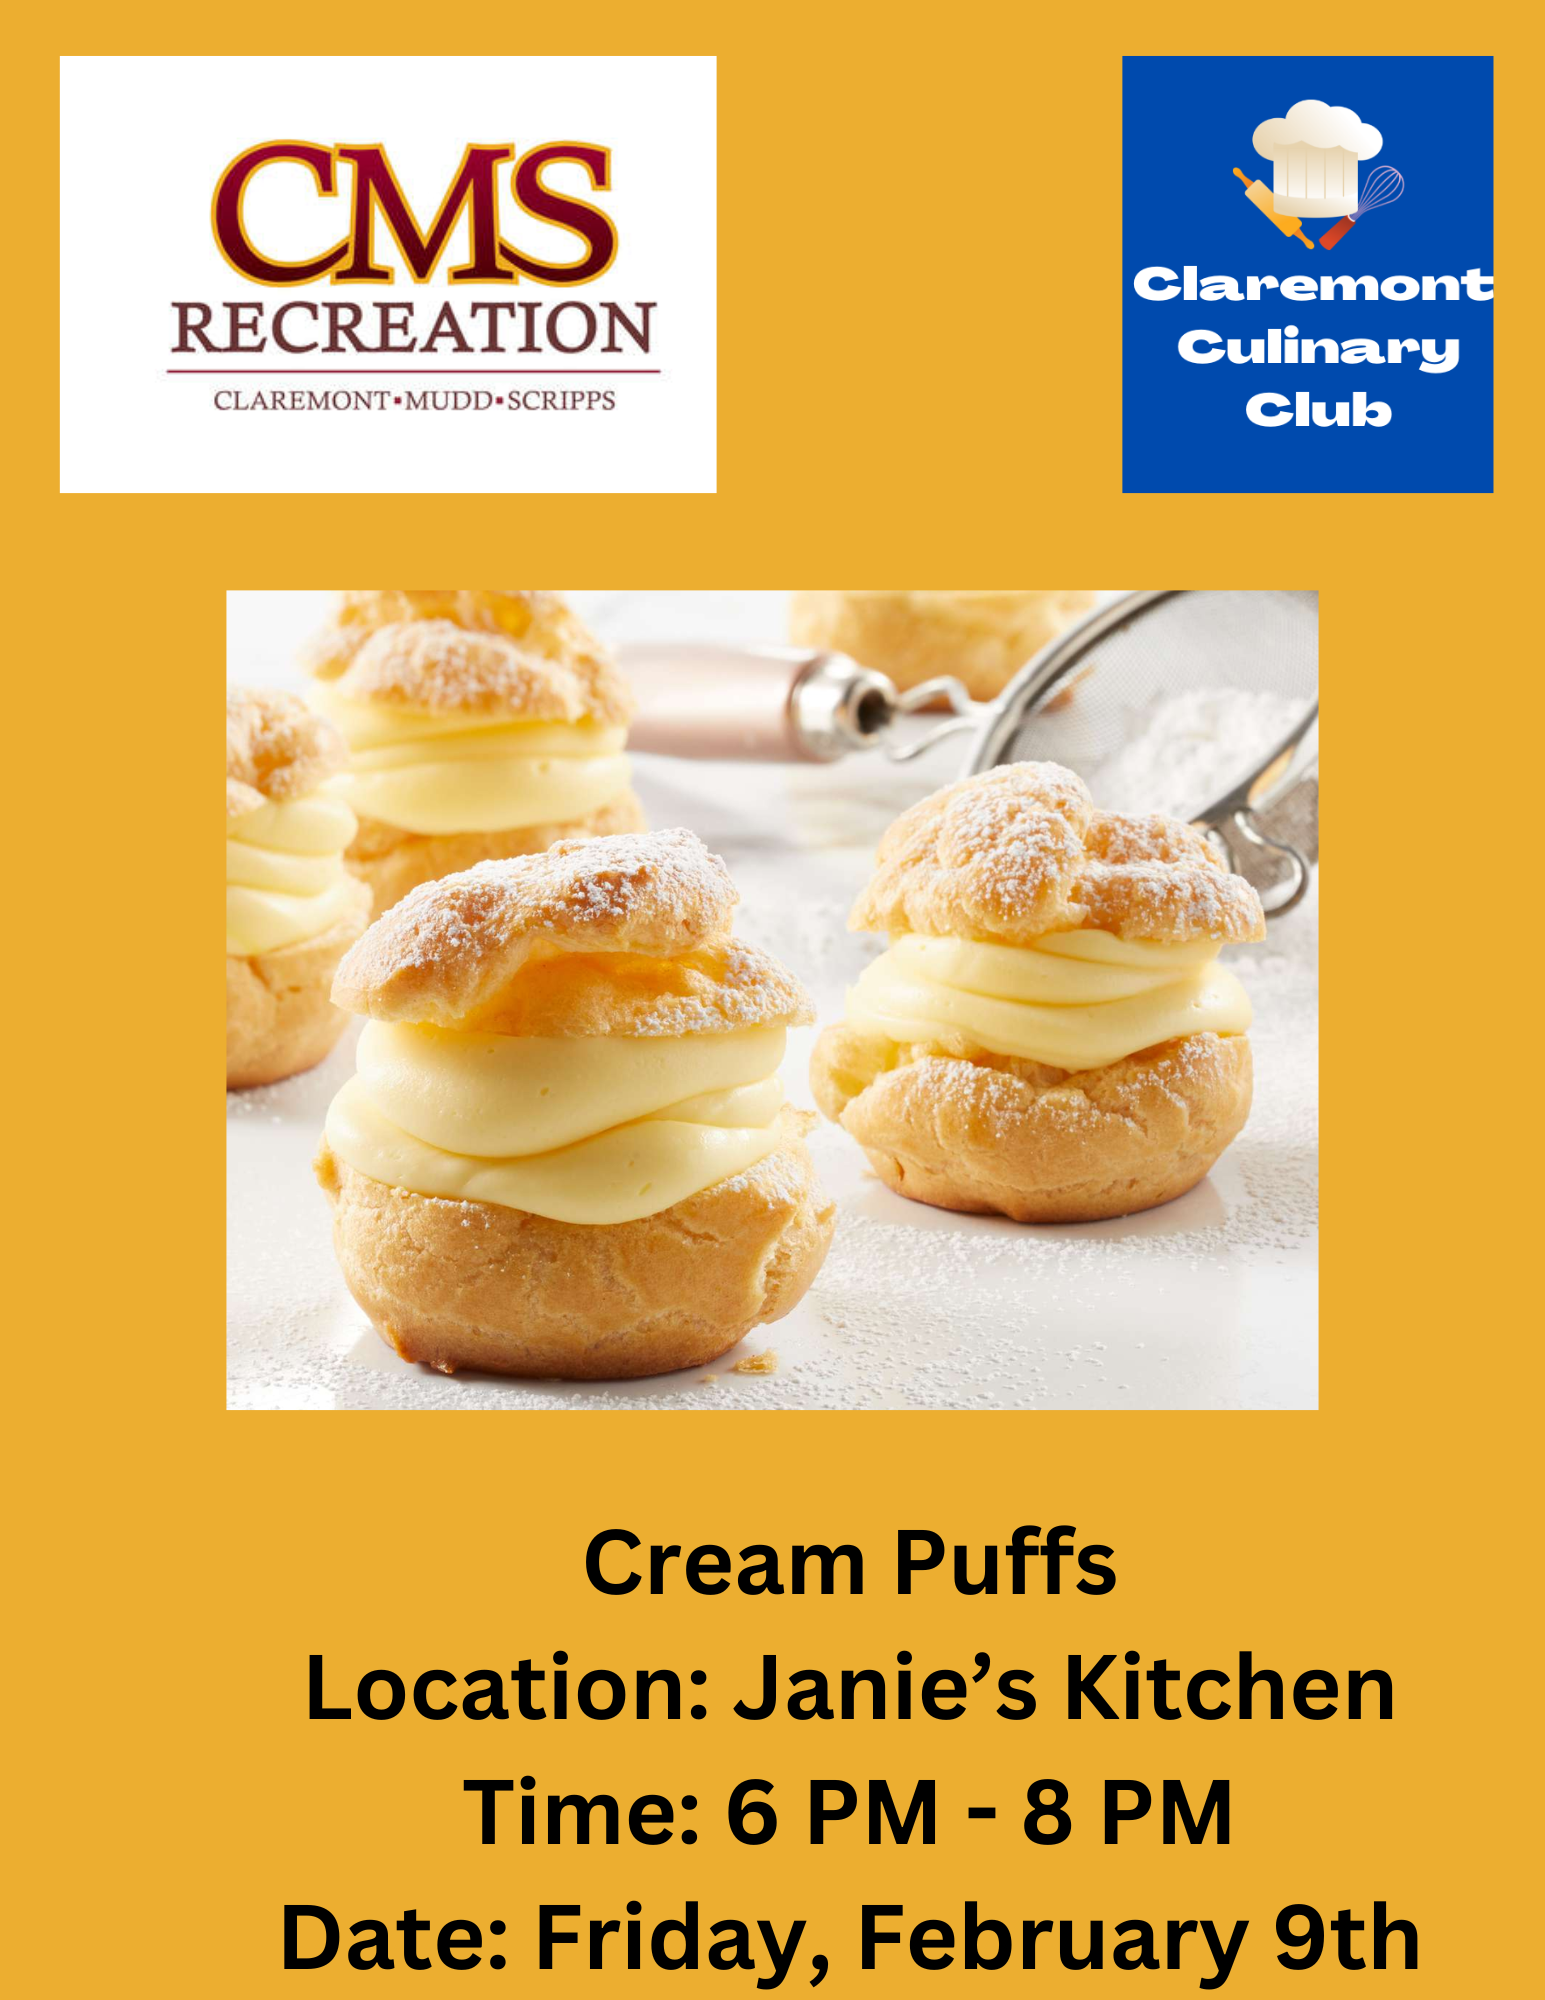 CMS
RECREATION
CLAREMONT▪MUDD▪SCRIPPS
Claremont
Culinary
Club
Cream Puffs
Location: Janie’s Kitchen
Time: 6 PM - 8 PM
Date: Friday, February 9th